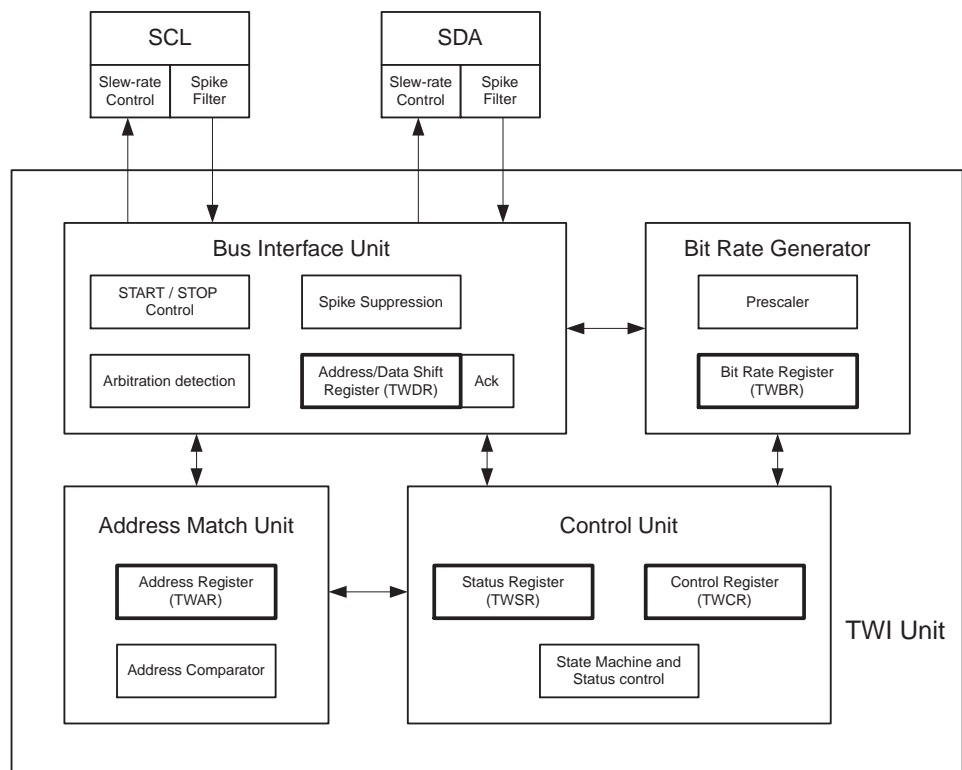 SCL
Slew-rate
Control
Spike
Filter
SDA
Slew-rate
Control
Spike
Filter
Bus Interface Unit
START / STOP
Control
Spike Suppression
Arbitration detection
Address/Data Shift
Register (TWDR)
Ack
Bit Rate Generator
Prescaler
Bit Rate Register
(TWBR)
Address Match Unit
Address Register
(TWAR)
Address Comparator
Control Unit
Status Register
(TWSR)
Control Register
(TWCR)
State Machine and
Status control
TWI Unit